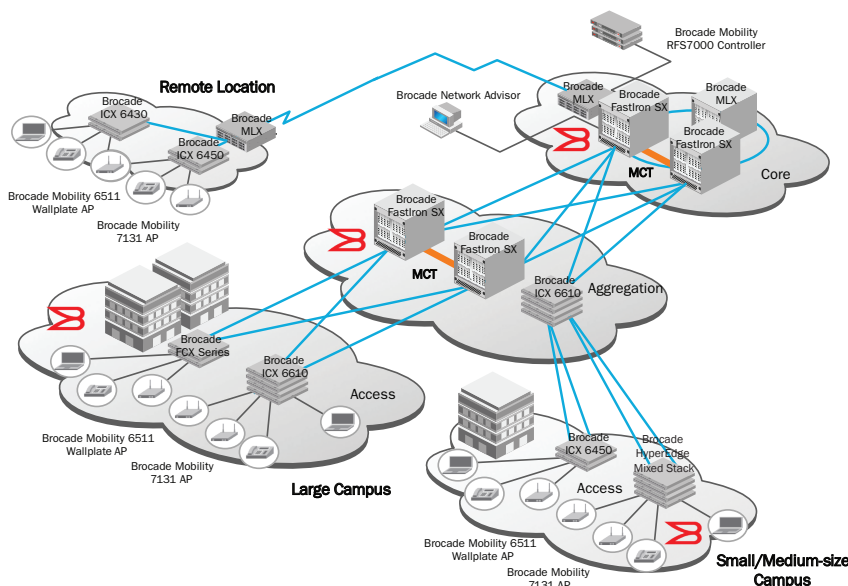 Brocade Mobility
RFS7000 Controller
Remote Location
Brocade
ICX 6430
Brocade
MLX
Brocade
ICX 6450
Brocade Mobility 6511
Wallplate AP
Brocade Mobility
7131 AP
Brocade Network Advisor
Brocade
MLX
Brocade
FastIron SX
Brocade
MLX
Brocade
FastIron SX
MCT
Core
Brocade
FastIron SX
Brocade
FastIron SX
MCT
Brocade
ICX 6610
Aggregation
Brocade
FCX Series
Brocade
ICX 6610
Access
Brocade Mobility 6511
Wallplate AP
Brocade Mobility
7131 AP
Large Campus
Brocade
ICX 6450
Brocade
HyperEdge
Mixed Stack
Access
Brocade Mobility 6511
Wallplate AP
Brocade Mobility
7131 AP
Small/Medium-size
Campus